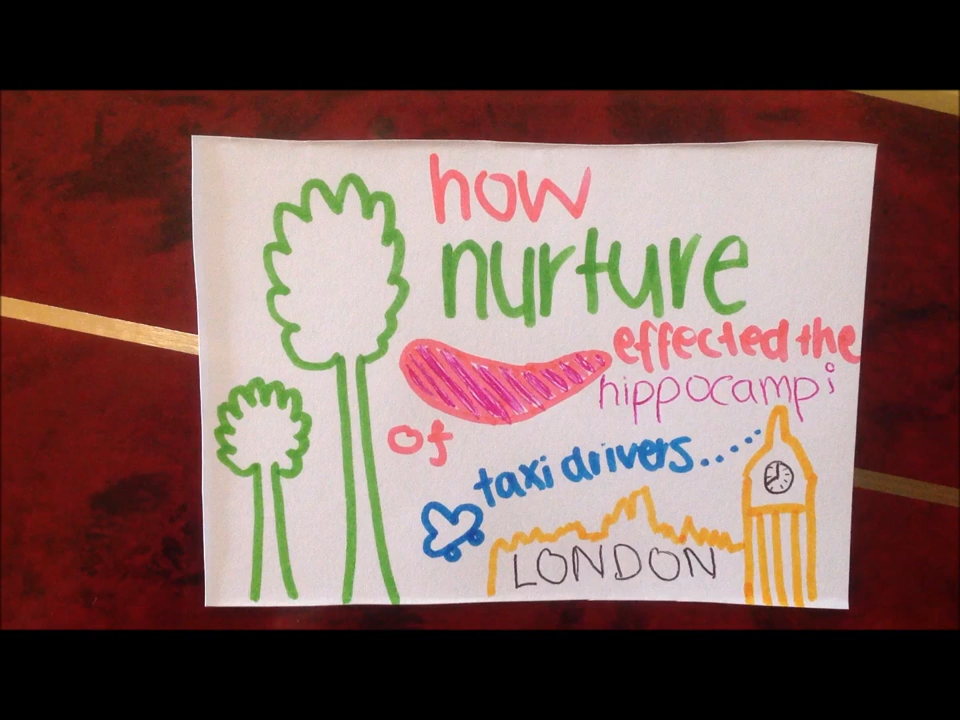 how
nurture
effected the
hippocampi
of
taxi drivers...
LONDON